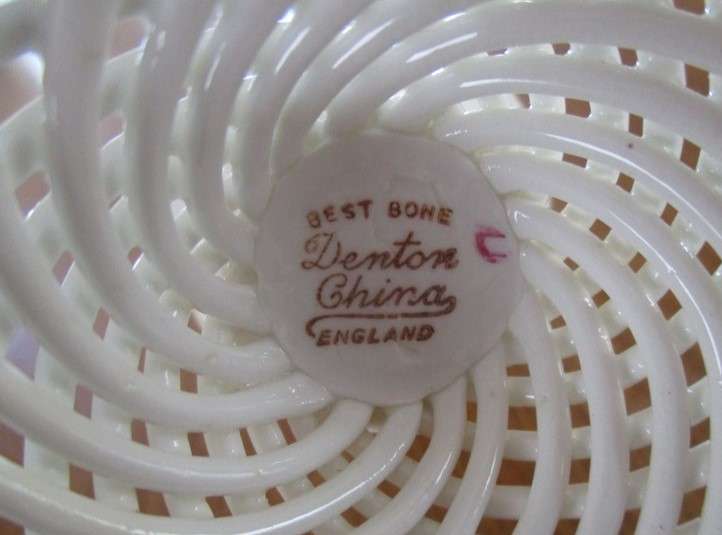 BEST BONE
Denton
China
ENGLAND
C